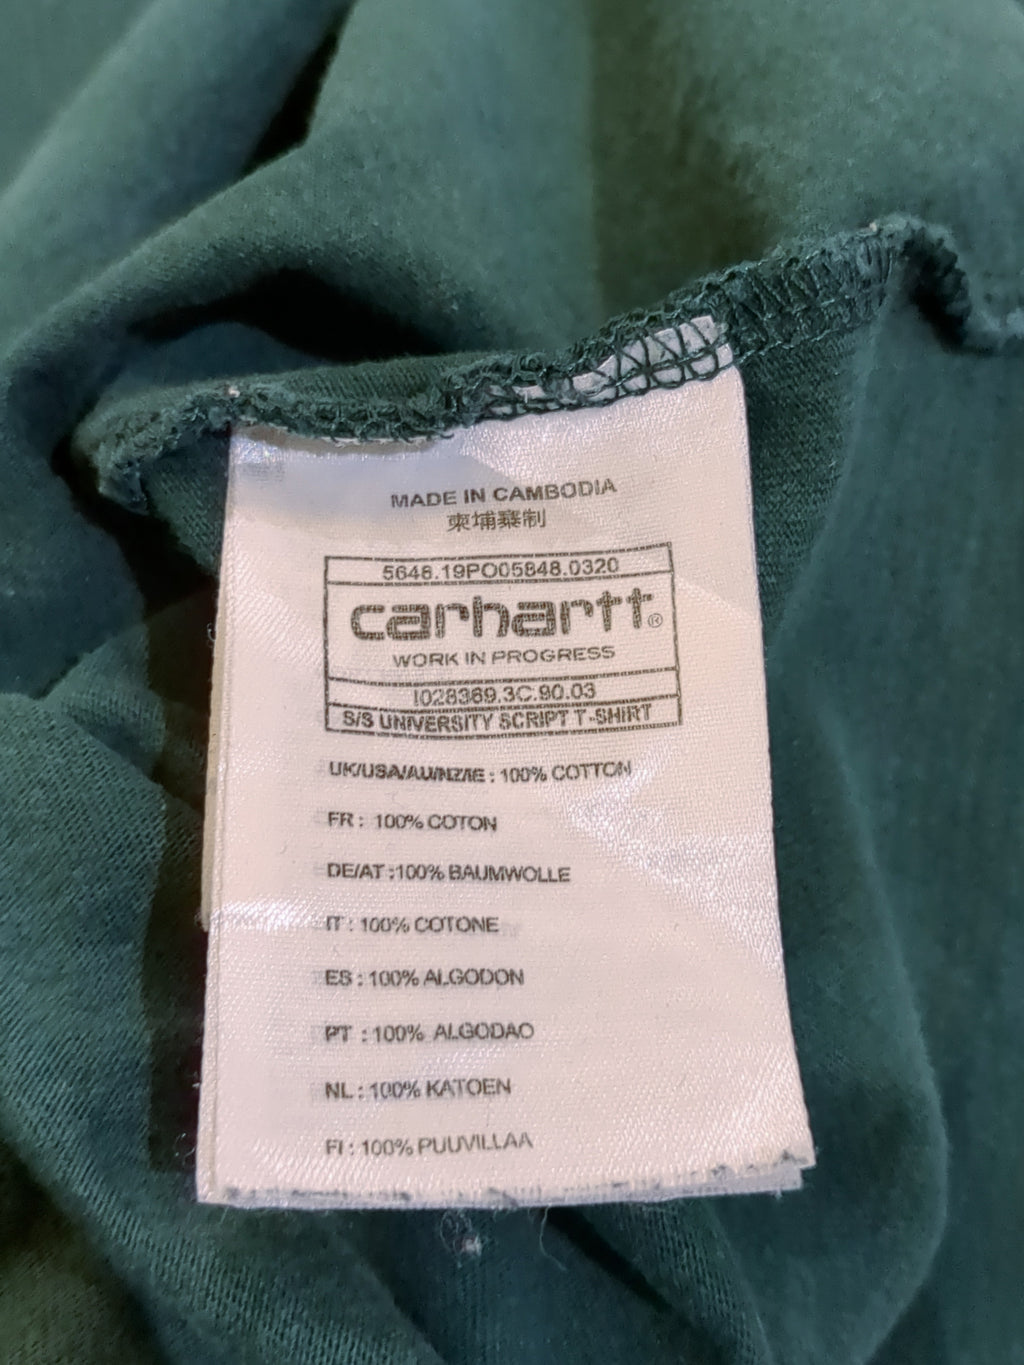 MADE IN CAMBODIA
柬埔寨制
5648.19PO05848.0320
carhartt®
WORK IN PROGRESS
I028369.3C.90.03
S/S UNIVERSITY SCRIPT T-SHIRT
UK/USA/AU/NZ/IE : 100% COTTON
FR : 100% COTON
DE/AT :100% BAUMWOLLE
IT : 100% COTONE
ES : 100% ALGODON
PT : 100% ALGODAO
NL : 100% KATOEN
FI : 100% PUUVILLAA